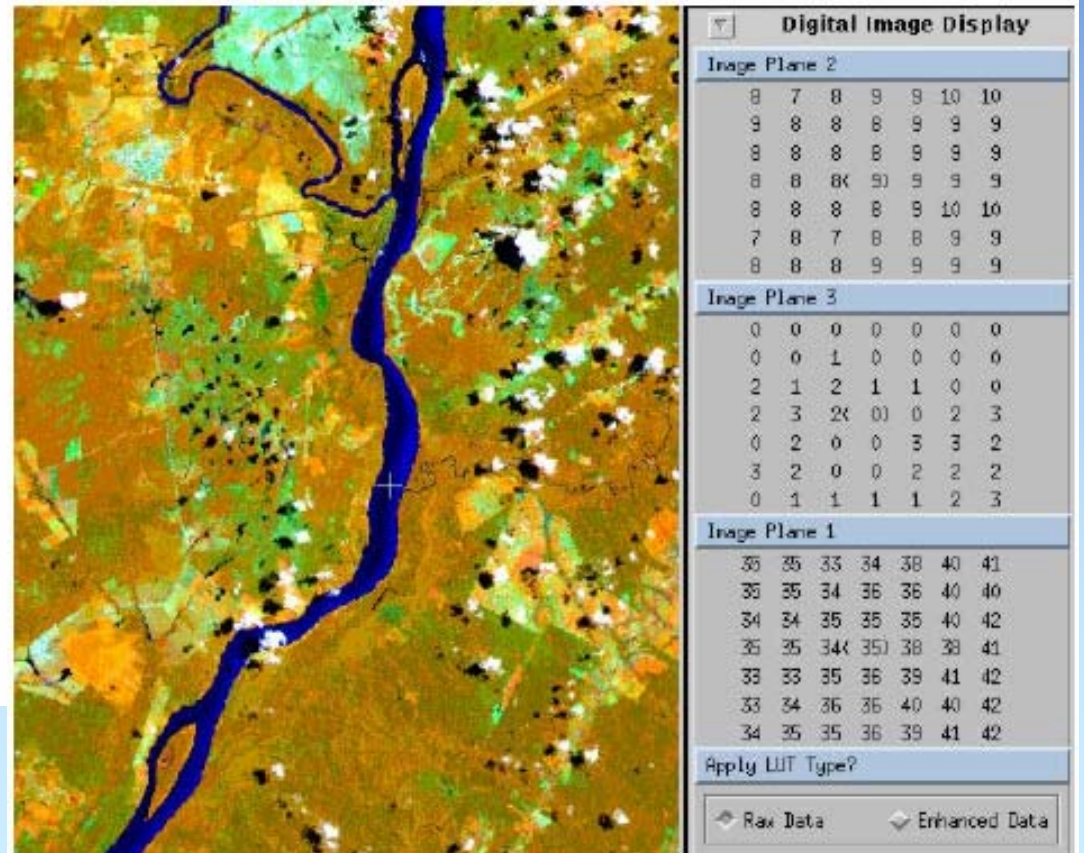 Digital Image Display
Image Plane 2
8 7 8 9 9 10 10
9 8 8 8 9 9 9
8 8 8 8 9 9 9
8 8 8( 9) 9 9 9
8 8 8 8 9 10 10
7 8 7 8 8 9 9
8 8 8 9 9 9 9
Image Plane 3
0 0 0 0 0 0 0
0 0 1 0 0 0 0
2 1 2 1 1 0 0
2 3 2( 0) 0 2 3
0 2 0 0 3 3 2
3 2 0 0 2 2 2
0 1 1 1 1 2 3
Image Plane 1
35 33 34 38 40 41
35 35 34 36 36 40 40
34 34 35 35 35 40 42
35 35 34( 35) 38 38 41
33 33 35 36 39 41 42
33 34 36 36 40 40 42
34 35 35 36 39 41 42
Apply LUT Type?
Raw Data Enhanced Data